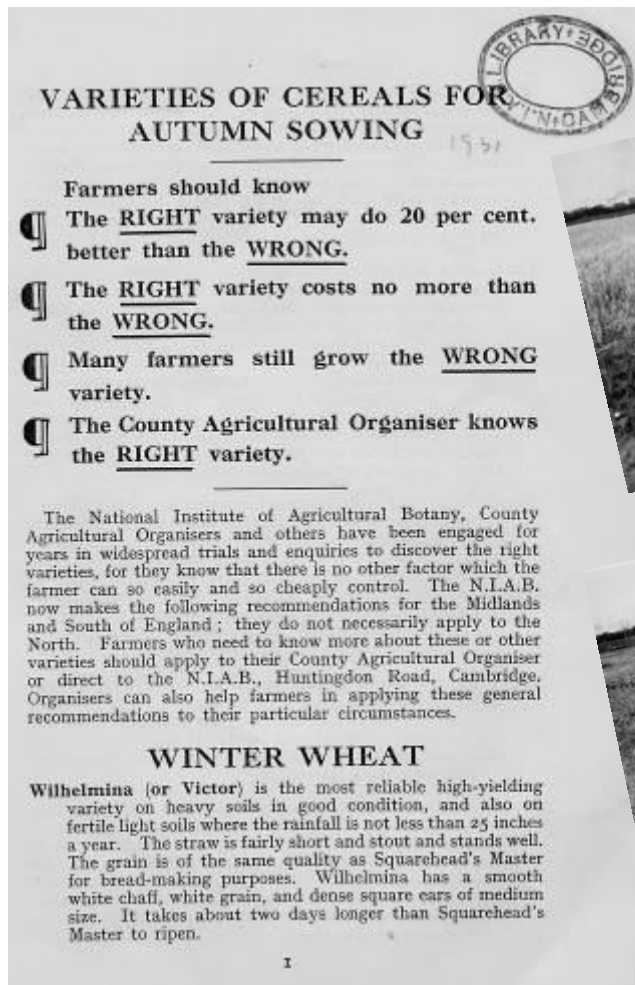 LIBRARY + N.I.A.B. + CAMBRIDGE
VARIETIES OF CEREALS FOR
AUTUMN SOWING
1931
Farmers should know
¶ The RIGHT variety may do 20 per cent.
better than the WRONG.
¶ The RIGHT variety costs no more than
the WRONG.
¶ Many farmers still grow the WRONG
variety.
¶ The County Agricultural Organiser knows
the RIGHT variety.
The National Institute of Agricultural Botany, County
Agricultural Organisers and others have been engaged for
years in widespread trials and enquiries to discover the right
varieties, for they know that there is no other factor which the
farmer can so easily and so cheaply control. The N.I.A.B.
now makes the following recommendations for the Midlands
and South of England ; they do not necessarily apply to the
North. Farmers who need to know more about these or other
varieties should apply to their County Agricultural Organiser
or direct to the N.I.A.B., Huntingdon Road, Cambridge.
Organisers can also help farmers in applying these general
recommendations to their particular circumstances.
WINTER WHEAT
Wilhelmina (or Victor) is the most reliable high-yielding
variety on heavy soils in good condition, and also on
fertile light soils where the rainfall is not less than 25 inches
a year. The straw is fairly short and stout and stands well.
The grain is of the same quality as Squarehead's Master
for bread-making purposes. Wilhelmina has a smooth
white chaff, white grain, and dense square ears of medium
size. It takes about two days longer than Squarehead's
Master to ripen.
1